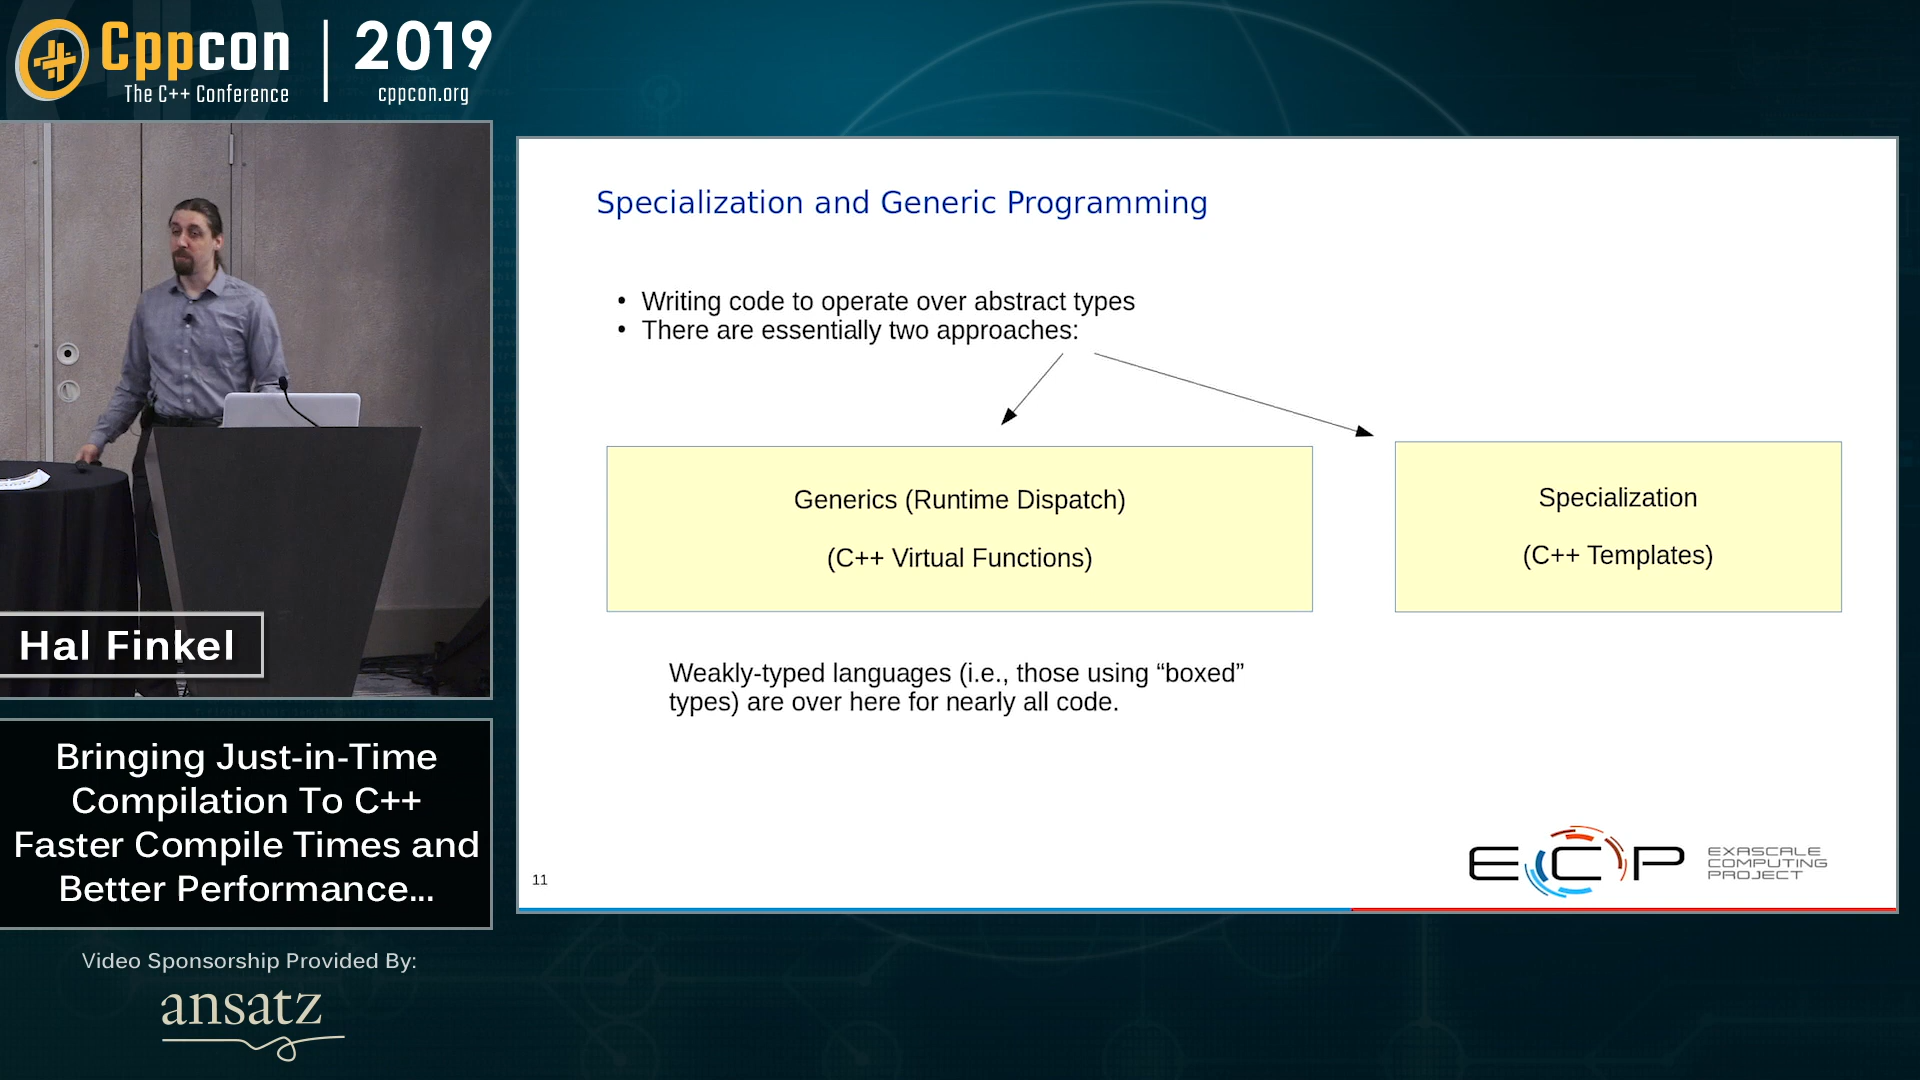 Cppcon
The C++ Conference
2019
cppcon.org
Hal Finkel
Bringing Just-in-Time
Compilation To C++
Faster Compile Times and
Better Performance...
Video Sponsorship Provided By:
ansatz
Specialization and Generic Programming
• Writing code to operate over abstract types
• There are essentially two approaches:
Generics (Runtime Dispatch)
(C++ Virtual Functions)
Specialization
(C++ Templates)
Weakly-typed languages (i.e., those using “boxed”
types) are over here for nearly all code.
11
ECP
EXASCALE
COMPUTING
PROJECT